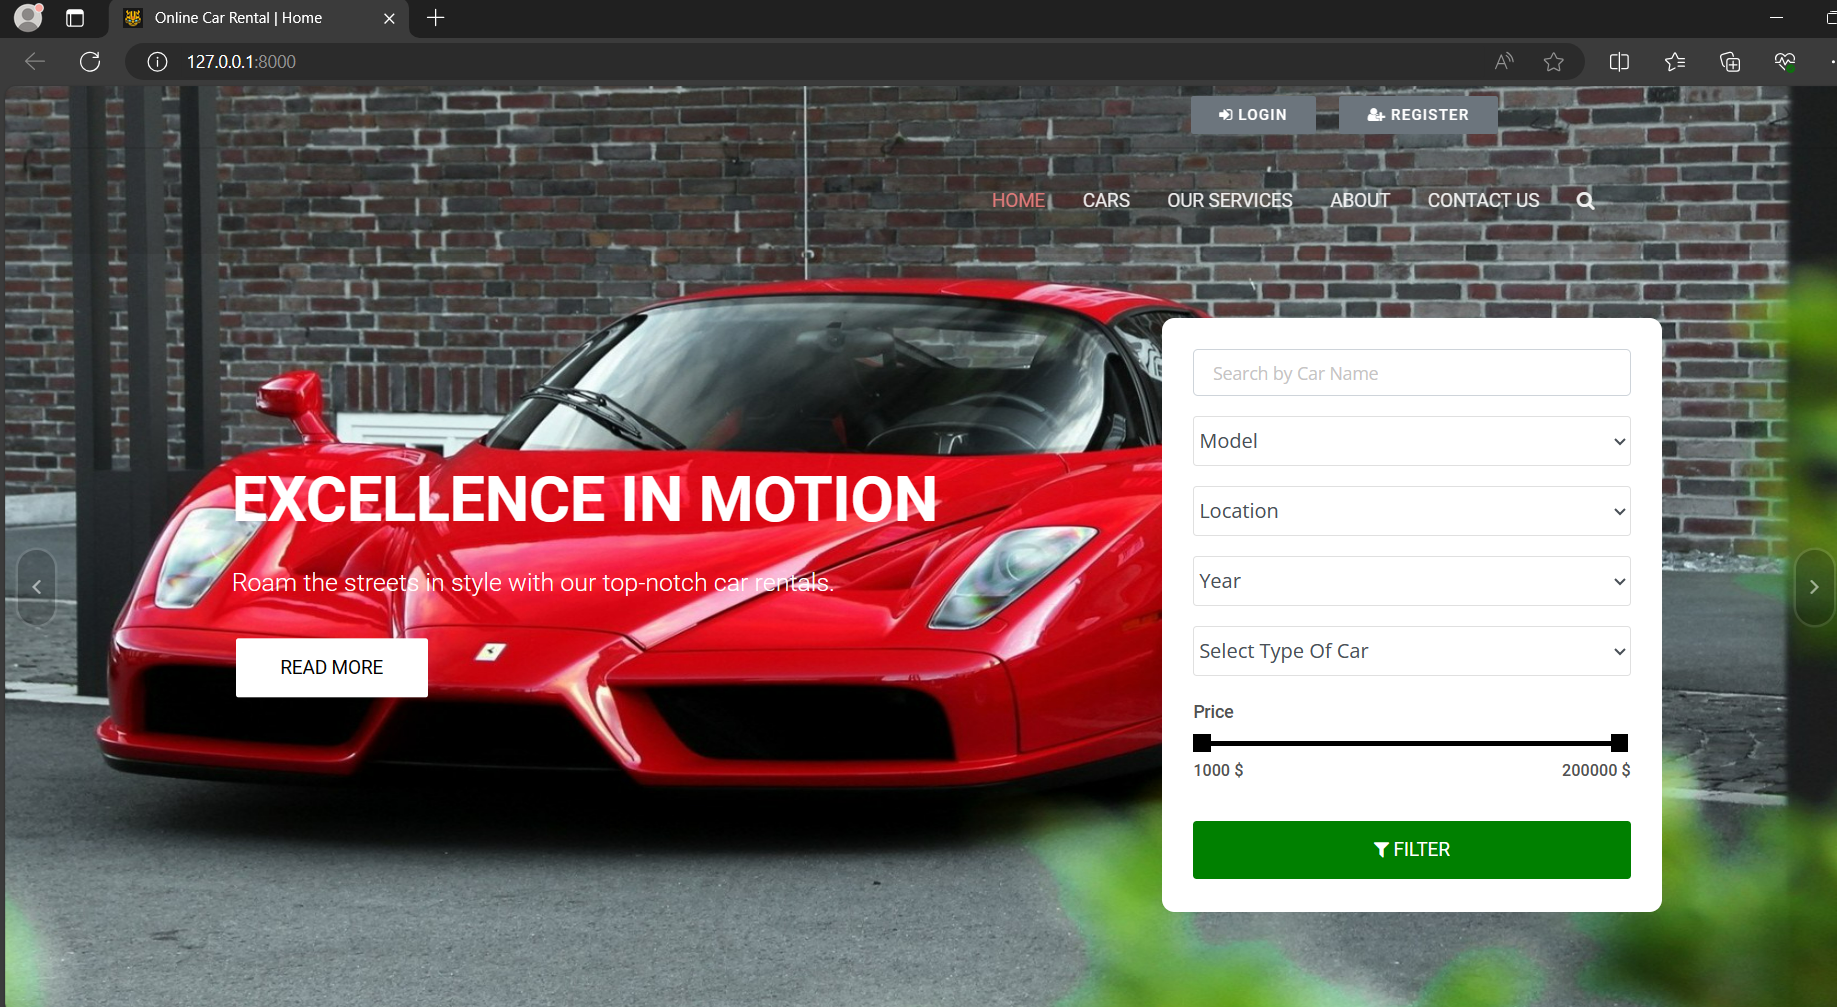 Online Car Rental | Home
127.0.0.1:8000
LOGIN
REGISTER
HOME
CARS
OUR SERVICES
ABOUT
CONTACT US
Search by Car Name
Model
Location
Year
Select Type Of Car
Price
1000 $
200000 $
FILTER
EXCELLENCE IN MOTION
Roam the streets in style with our top-notch car rentals.
READ MORE